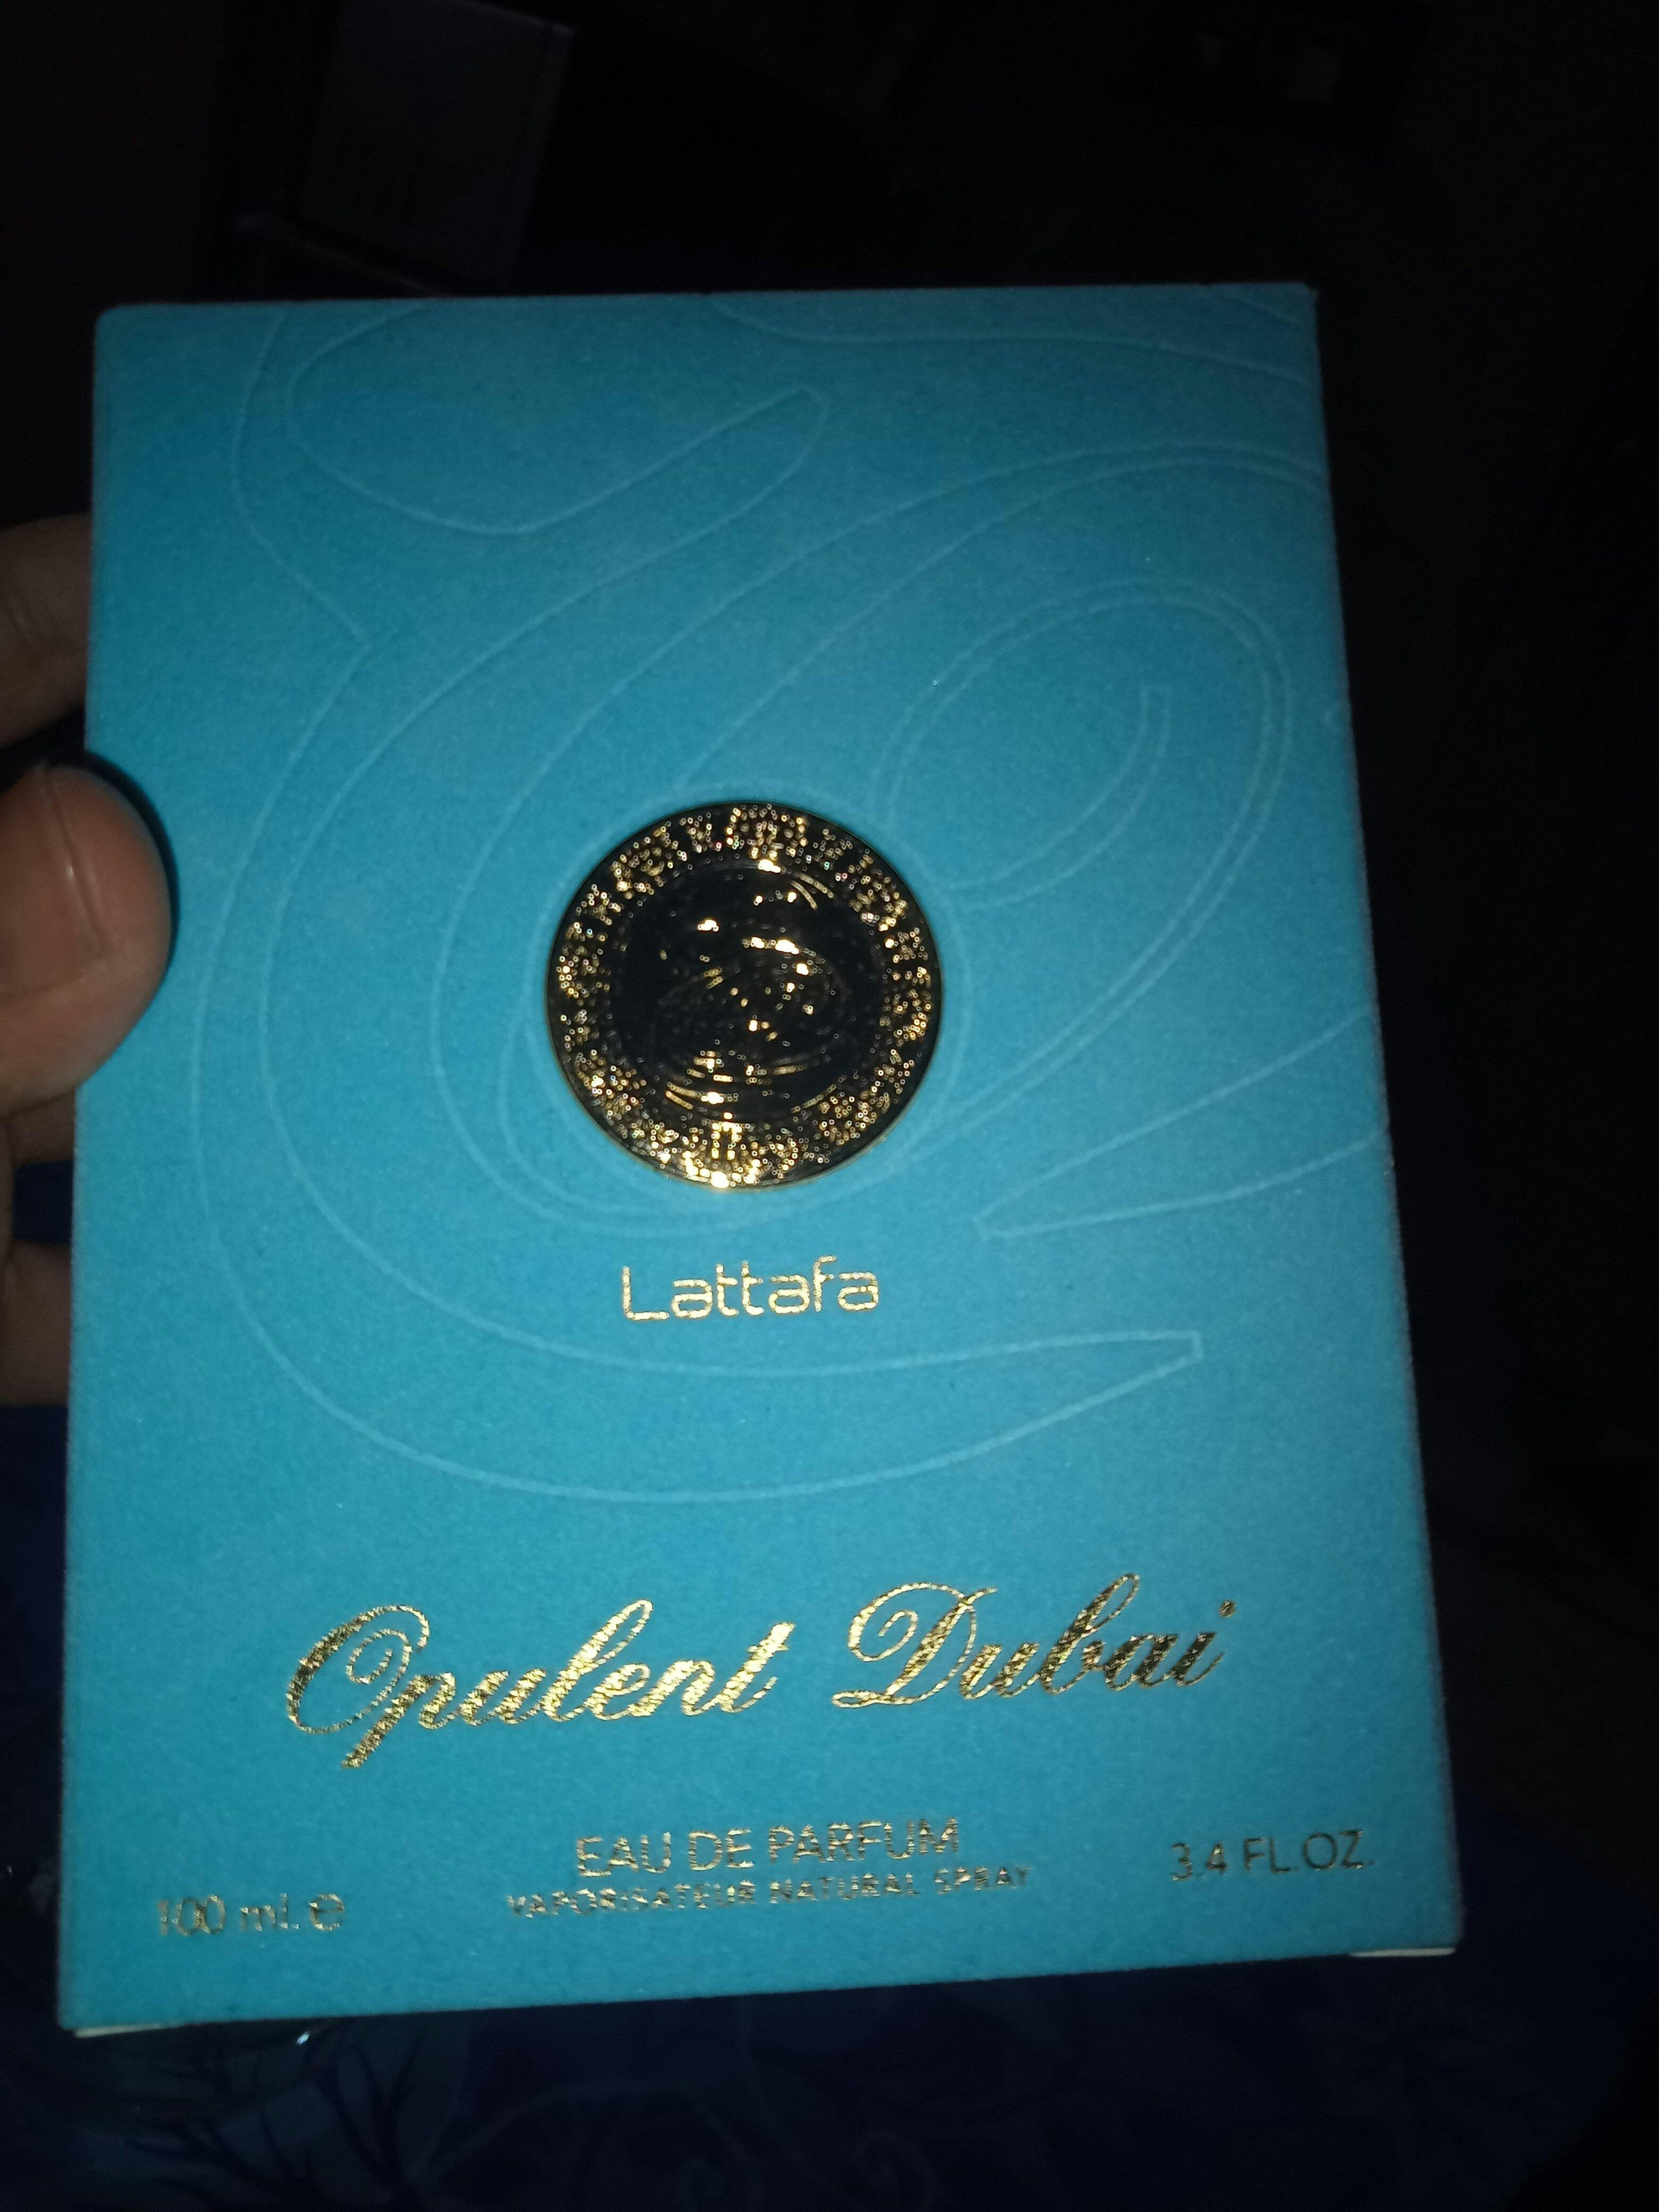 Lattafa
Opulent Dubai
EAU DE PARFUM
VAPORISATEUR NATURAL SPRAY
100 ml. ℮
3.4 FL.OZ.